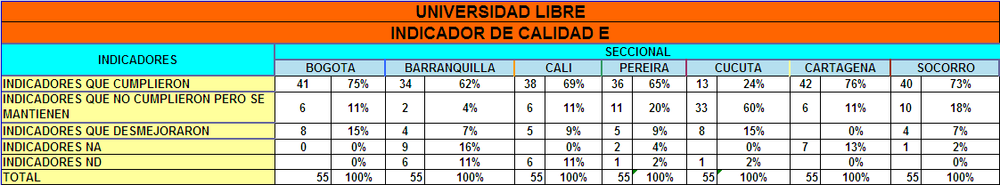 UNIVERSIDAD LIBRE
INDICADOR DE CALIDAD E
INDICADORES SECCIONAL
BOGOTA BARRANQUILLA CALI PEREIRA CUCUTA CARTAGENA SOCORRO
INDICADORES QUE CUMPLIERON 41 75% 34 62% 38 69% 36 65% 13 24% 42 76% 40 73%
INDICADORES QUE NO CUMPLIERON PERO SE
MANTIENEN 6 11% 2 4% 6 11% 11 20% 33 60% 6 11% 10 18%
INDICADORES QUE DESMEJORARON 8 15% 4 7% 5 9% 5 9% 8 15% 0% 4 7%
INDICADORES NA 0 0% 9 16% 0% 2 4% 0% 7 13% 1 2%
INDICADORES ND 0% 6 11% 6 11% 1 2% 1 2% 0% 0%
TOTAL 55 100% 55 100% 55 100% 55 100% 55 100% 55 100% 55 100%